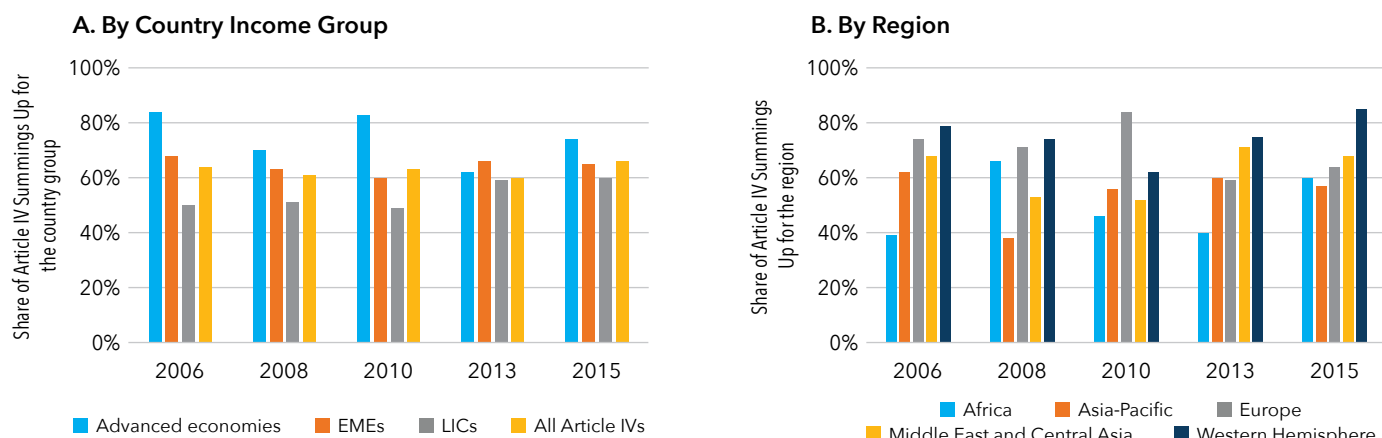 A. By Country Income Group
Share of Article IV Summings Up for
the country group
100%
80%
60%
40%
20%
0%
2006 2008 2010 2013 2015
Advanced economies EMEs LICs All Article IVs
B. By Region
Share of Article IV Summings
Up for the region
100%
80%
60%
40%
20%
0%
2006 2008 2010 2013 2015
Africa Asia-Pacific Europe
Middle East and Central Asia Western Hemisphere